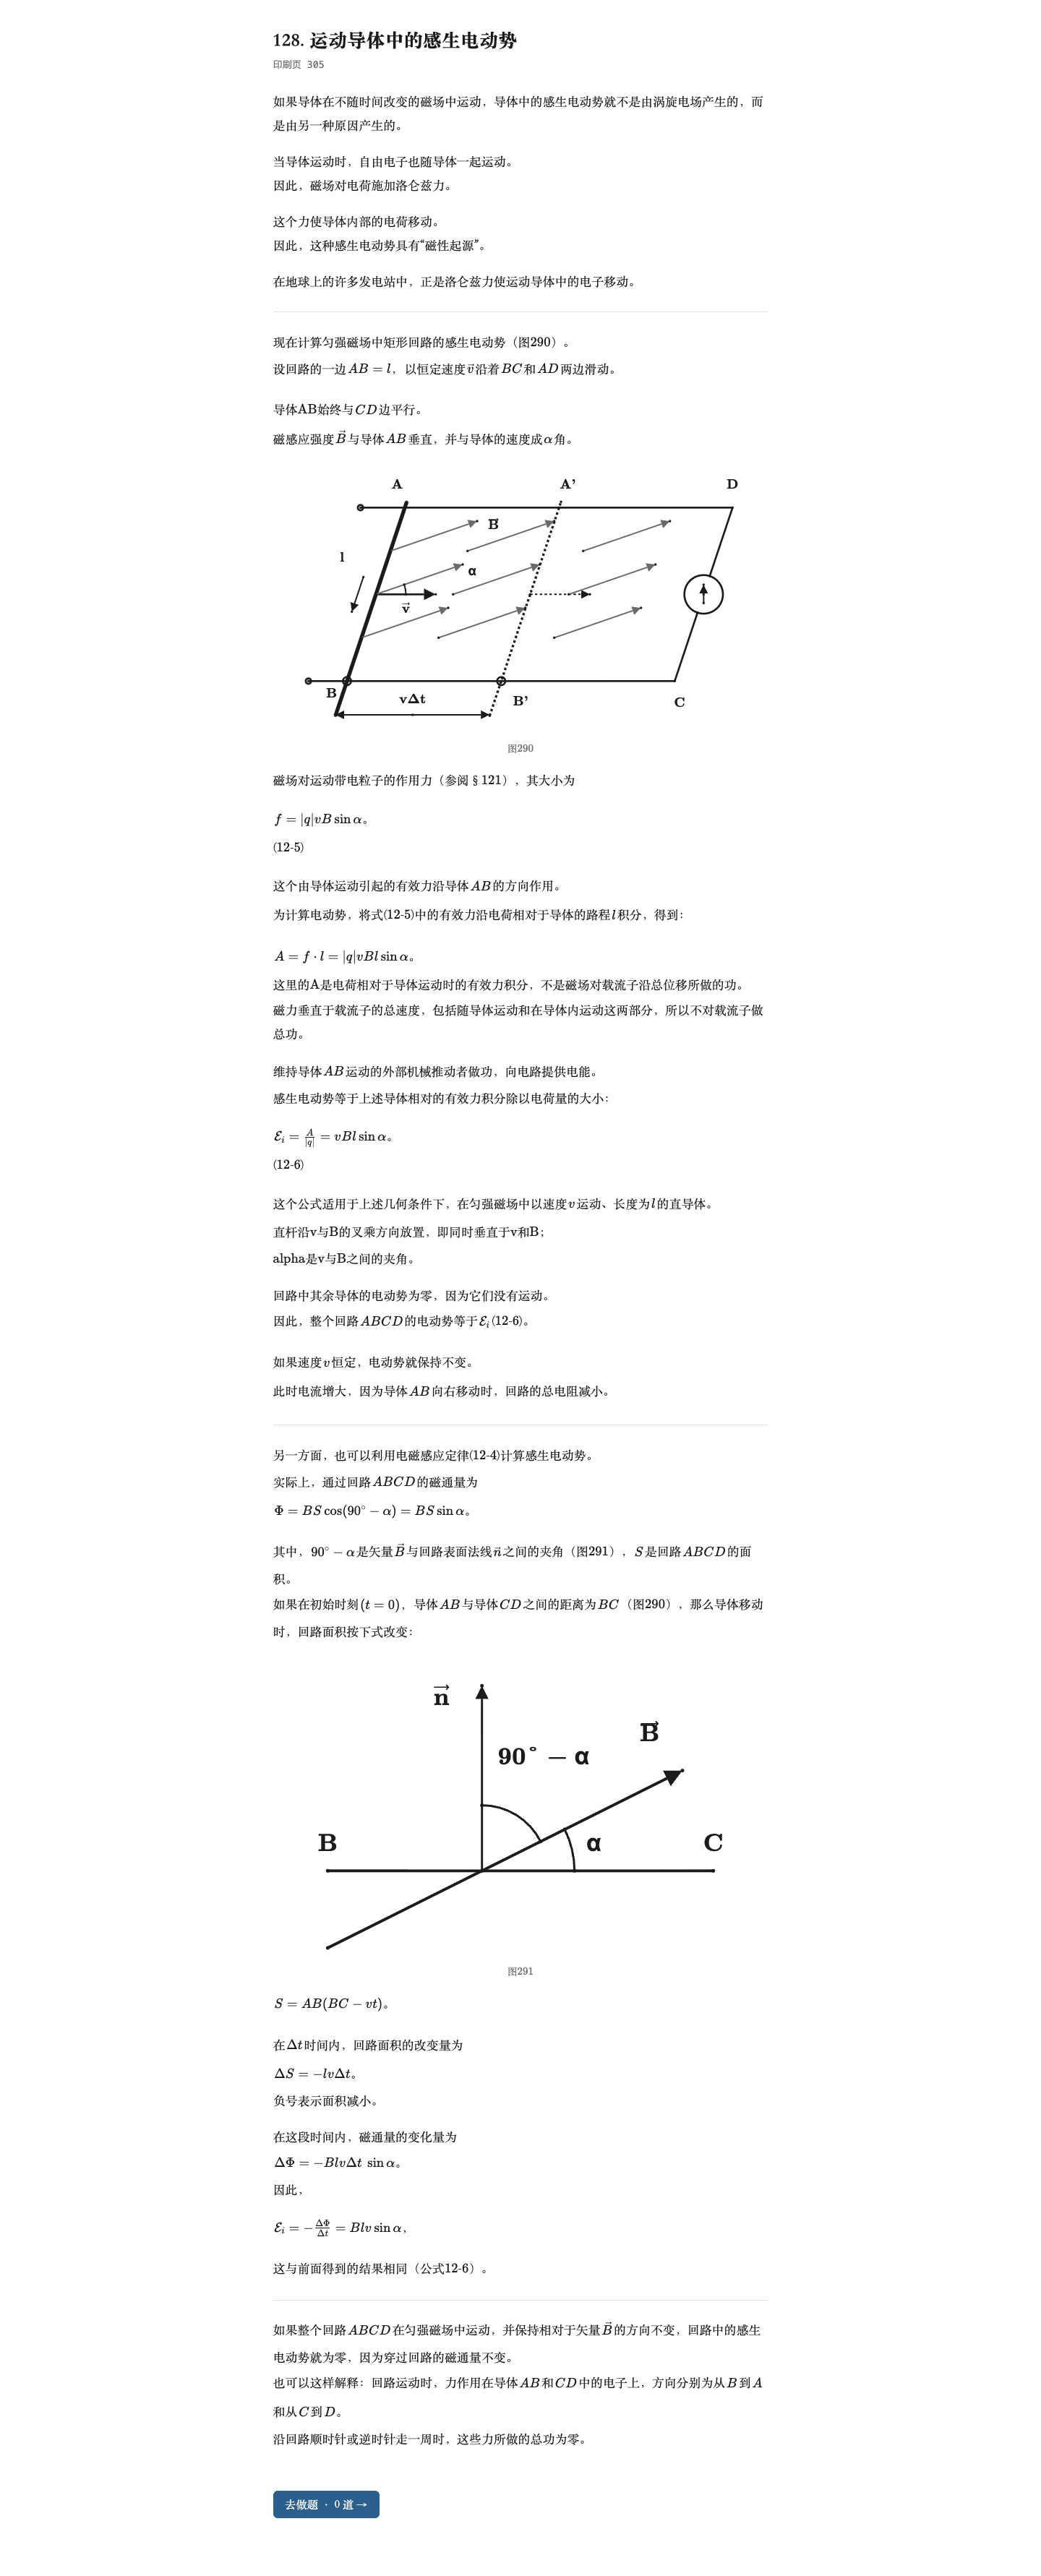 128. 运动导体中的感生电动势
印刷页 305
如果导体在不随时间改变的磁场中运动，导体中的感生电动势就不是由涡旋电场产生的，而
是由另一种原因产生的。
当导体运动时，自由电子也随导体一起运动。
因此，磁场对电荷施加洛仑兹力。
这个力使导体内部的电荷移动。
因此，这种感生电动势具有“磁性起源”。
在地球上的许多发电站中，正是洛仑兹力使运动导体中的电子移动。
现在计算匀强磁场中矩形回路的感生电动势（图290）。
设回路的一边 AB = l，以恒定速度 v⃗ 沿着 BC 和 AD 两边滑动。
导体AB始终与 CD 边平行。
磁感应强度 B⃗ 与导体 AB 垂直，并与导体的速度成 α 角。
A A’ D
B⃗
l
α
v⃗
B vΔt B’ C
图290
磁场对运动带电粒子的作用力（参阅 § 121），其大小为
f = |q|vB sin α。
(12-5)
这个由导体运动引起的有效力沿导体 AB 的方向作用。
为计算电动势，将式(12-5)中的有效力沿电荷相对于导体的路程 l 积分，得到：
A = f · l = |q|vBl sin α。
这里的A是电荷相对于导体运动时的有效力积分，不是磁场对载流子沿总位移所做的功。
磁力垂直于载流子的总速度，包括随导体运动和在导体内运动这两部分，所以不对载流子做
总功。
维持导体 AB 运动的外部机械推动者做功，向电路提供电能。
感生电动势等于上述导体相对的有效力积分除以电荷量的大小：
ℰᵢ = A/|q| = vBl sin α。
(12-6)
这个公式适用于上述几何条件下，在匀强磁场中以速度 v 运动、长度为 l 的直导体。
直杆沿v与B的叉乘方向放置，即同时垂直于v和B；
alpha是v与B之间的夹角。
回路中其余导体的电动势为零，因为它们没有运动。
因此，整个回路 ABCD 的电动势等于 ℰᵢ (12-6)。
如果速度 v 恒定，电动势就保持不变。
此时电流增大，因为导体 AB 向右移动时，回路的总电阻减小。
另一方面，也可以利用电磁感应定律(12-4)计算感生电动势。
实际上，通过回路 ABCD 的磁通量为
Φ = BS cos(90° − α) = BS sin α。
其中，90° − α 是矢量 B⃗ 与回路表面法线 n⃗ 之间的夹角（图291），S 是回路 ABCD 的面
积。
如果在初始时刻 (t = 0)，导体 AB 与导体 CD 之间的距离为 BC（图290），那么导体移动
时，回路面积按下式改变：
n⃗
B⃗
90° − α
B α C
图291
S = AB(BC − vt)。
在 Δt 时间内，回路面积的改变量为
ΔS = −lvΔt。
负号表示面积减小。
在这段时间内，磁通量的变化量为
ΔΦ = −BlvΔt sin α。
因此，
ℰᵢ = −ΔΦ/Δt = Blv sin α，
这与前面得到的结果相同（公式12-6）。
如果整个回路 ABCD 在匀强磁场中运动，并保持相对于矢量 B⃗ 的方向不变，回路中的感生
电动势就为零，因为穿过回路的磁通量不变。
也可以这样解释：回路运动时，力作用在导体 AB 和 CD 中的电子上，方向分别为从 B 到 A
和从 C 到 D。
沿回路顺时针或逆时针走一周时，这些力所做的总功为零。
去做题 · 0 道 →